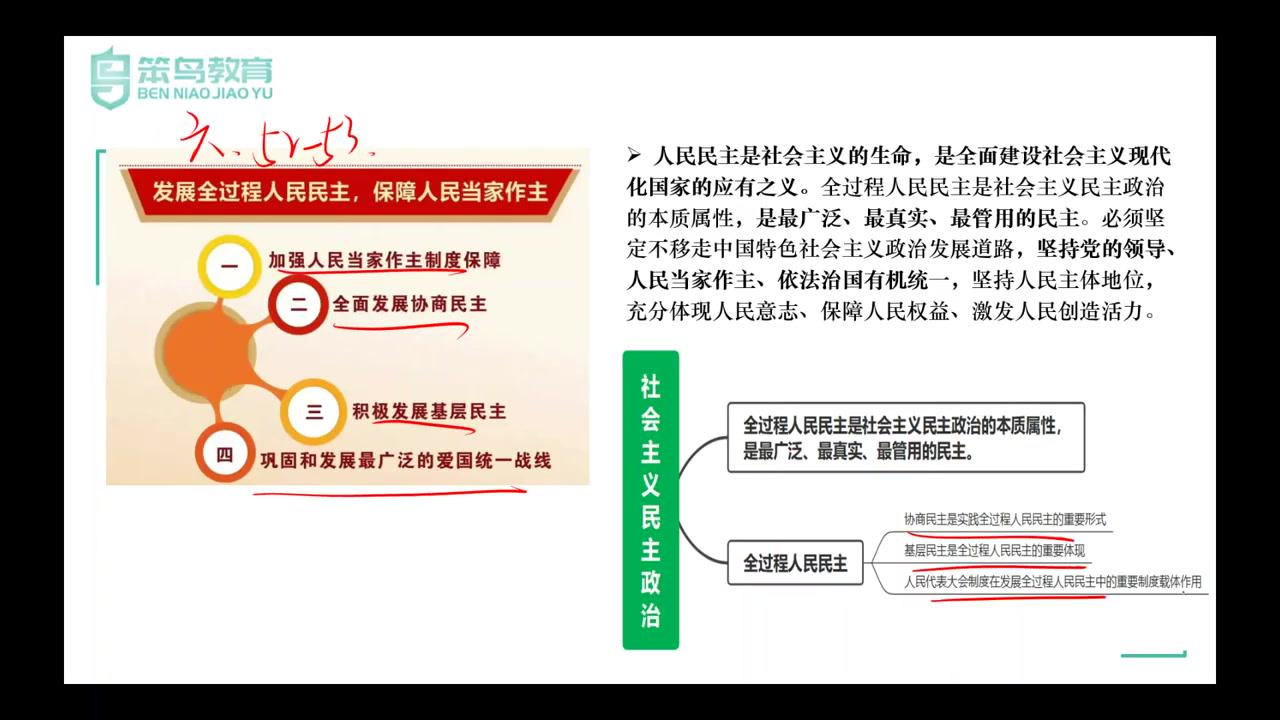 笨鸟教育
BEN NIAO JIAO YU
六、52-53.
发展全过程人民民主，保障人民当家作主
一 加强人民当家作主制度保障
二 全面发展协商民主
三 积极发展基层民主
四 巩固和发展最广泛的爱国统一战线
➢ 人民民主是社会主义的生命，是全面建设社会主义现代
化国家的应有之义。全过程人民民主是社会主义民主政治
的本质属性，是最广泛、最真实、最管用的民主。必须坚
定不移走中国特色社会主义政治发展道路，坚持党的领导、
人民当家作主、依法治国有机统一，坚持人民主体地位，
充分体现人民意志、保障人民权益、激发人民创造活力。
社会主义民主政治
全过程人民民主是社会主义民主政治的本质属性，
是最广泛、最真实、最管用的民主。
全过程人民民主
协商民主是实践全过程人民民主的重要形式
基层民主是全过程人民民主的重要体现
人民代表大会制度在发展全过程人民民主中的重要制度载体作用